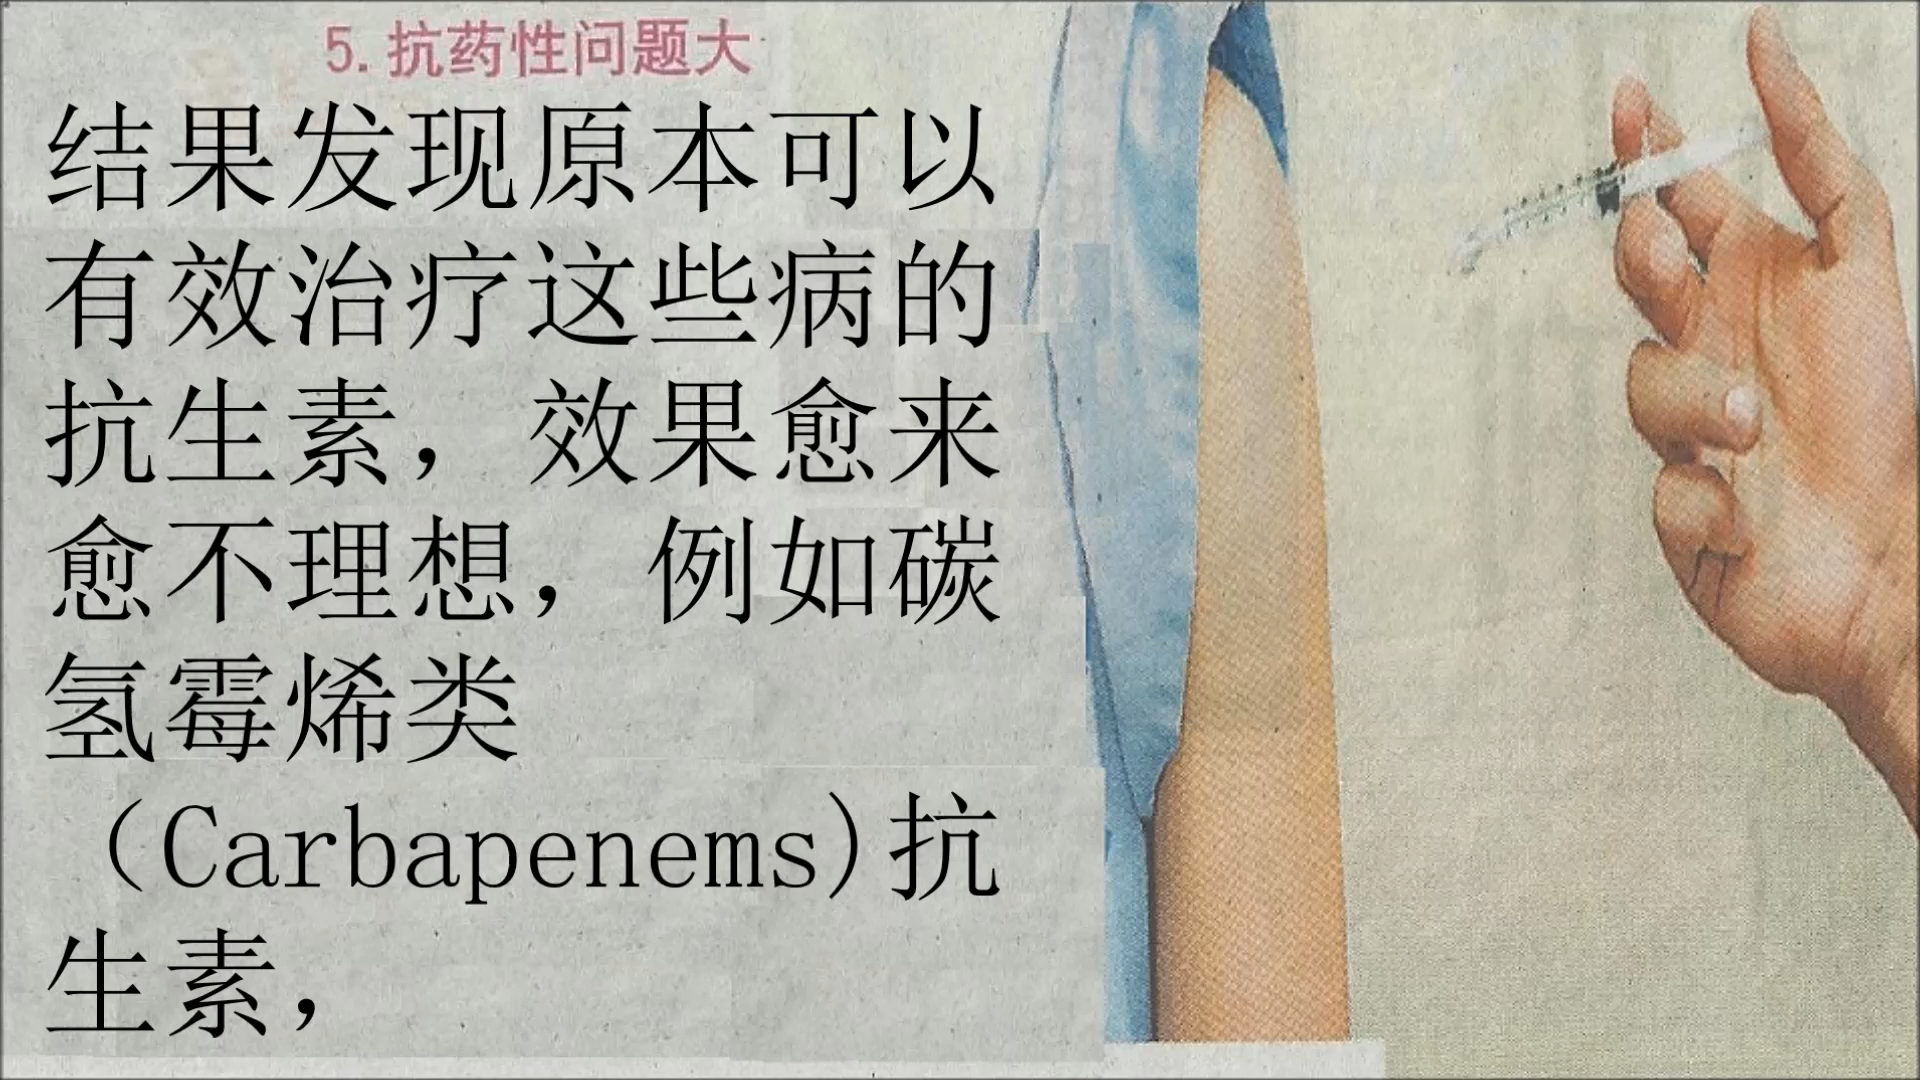 5.抗药性问题大
结果发现原本可以
有效治疗这些病的
抗生素，效果愈来
愈不理想，例如碳
氢霉烯类
（Carbapenems)抗
生素，